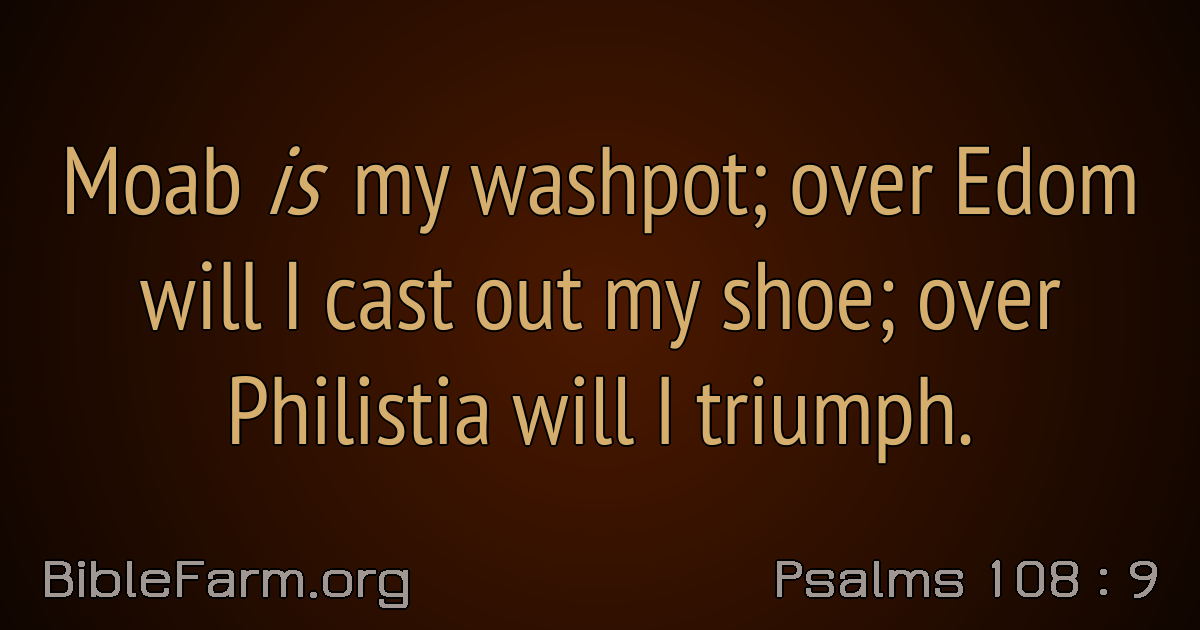 Moab is my washpot; over Edom
will I cast out my shoe; over
Philistia will I triumph.
BibleFarm.org
Psalms 108 : 9